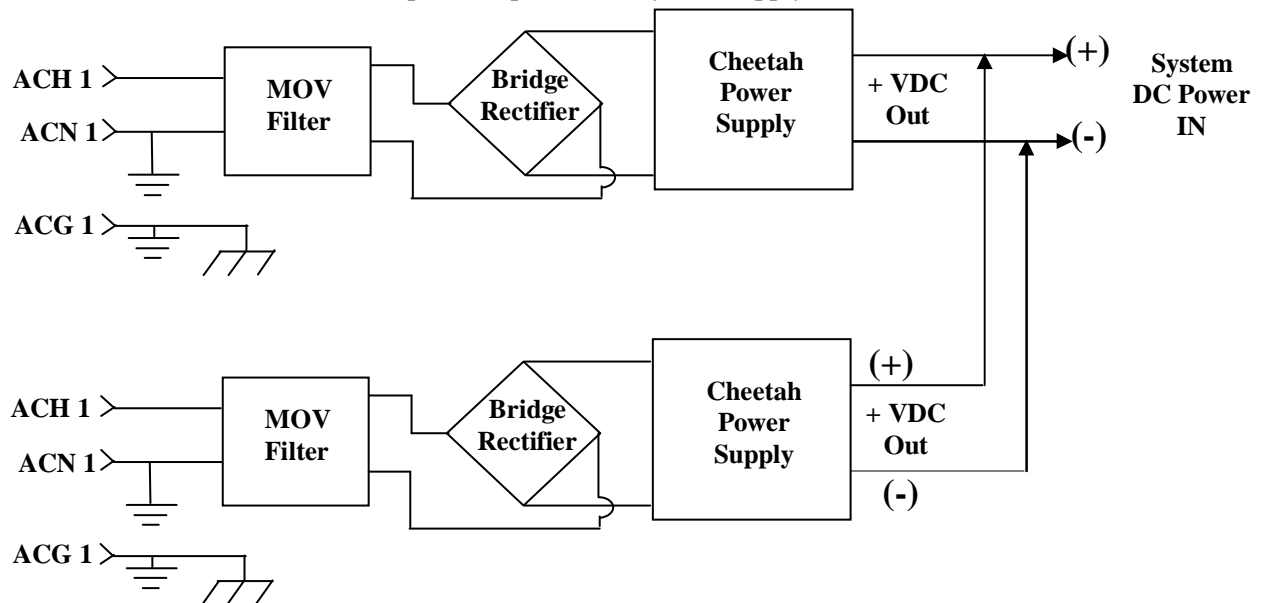 ACH 1
MOV
Filter
Bridge
Rectifier
Cheetah
Power
Supply
+ VDC
Out
(+)
(-)
System
DC Power
IN
ACN 1
ACG 1
ACH 1
MOV
Filter
Bridge
Rectifier
Cheetah
Power
Supply
(+)
+ VDC
Out
(-)
ACN 1
ACG 1